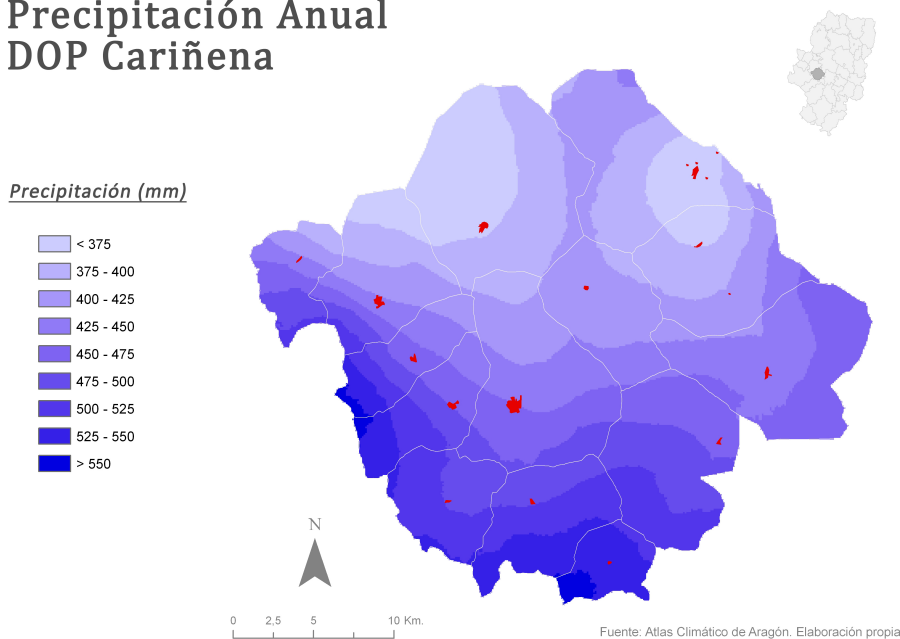 Precipitación Anual
DOP Cariñena
Precipitación (mm)
< 375
375 - 400
400 - 425
425 - 450
450 - 475
475 - 500
500 - 525
525 - 550
> 550
N
0 2,5 5 10 Km.
Fuente: Atlas Climático de Aragón. Elaboración propia